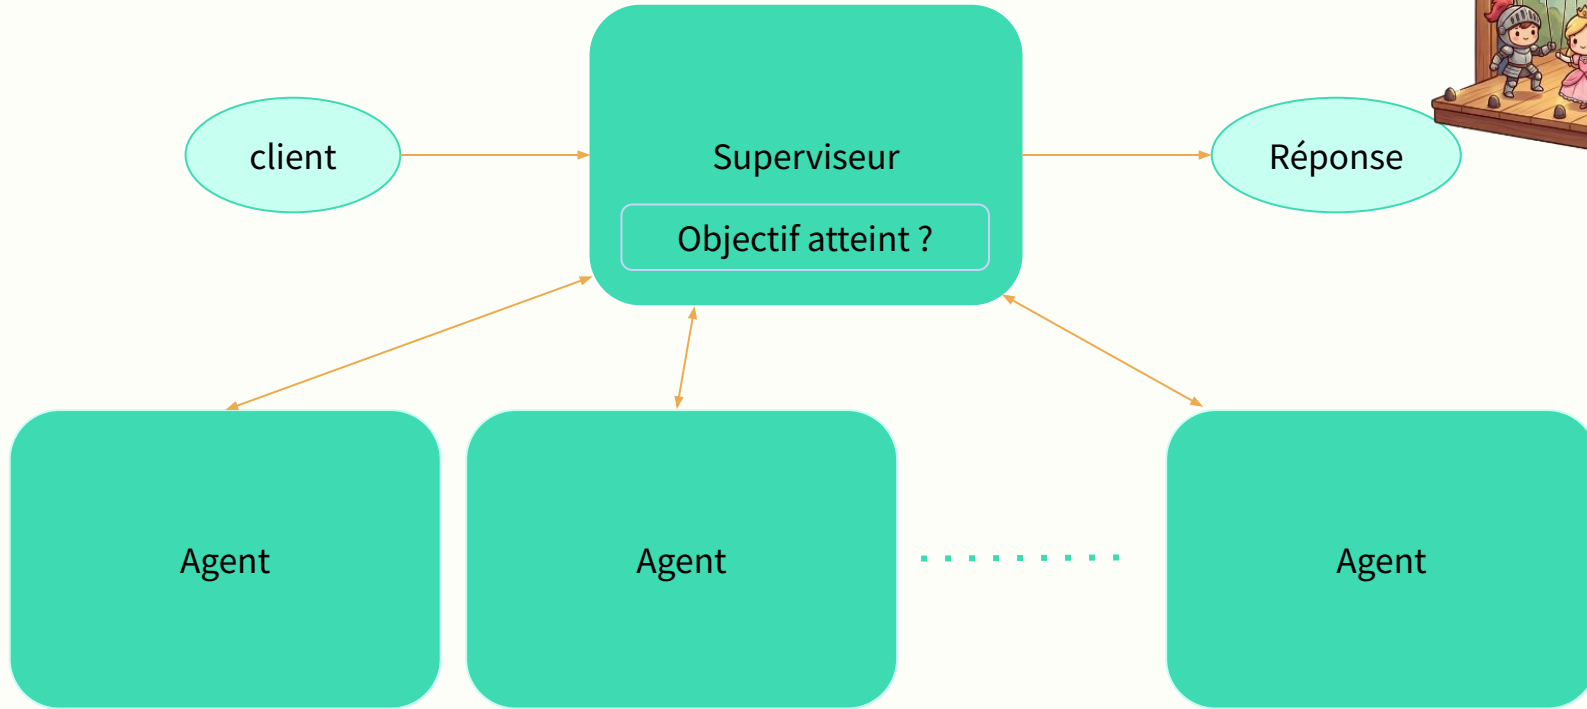 client
Superviseur
Réponse
Objectif atteint ?
Agent
Agent
Agent